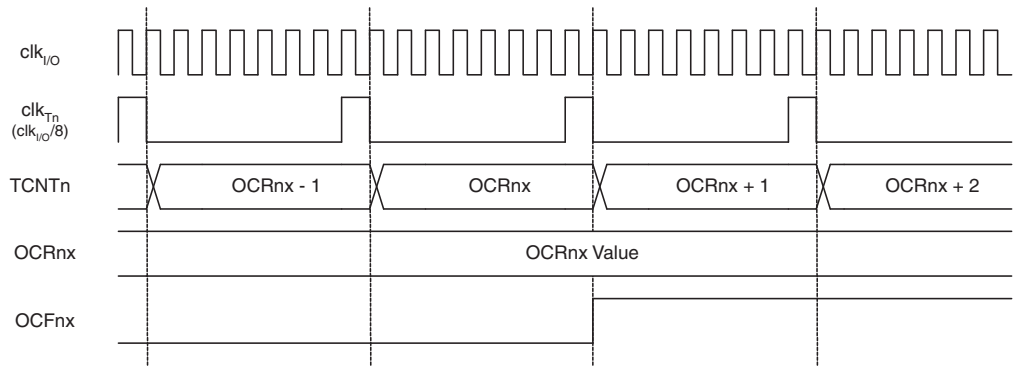 clkI/O
clkTn
(clkI/O/8)
TCNTn
OCRnx - 1
OCRnx
OCRnx + 1
OCRnx + 2
OCRnx
OCRnx Value
OCFnx